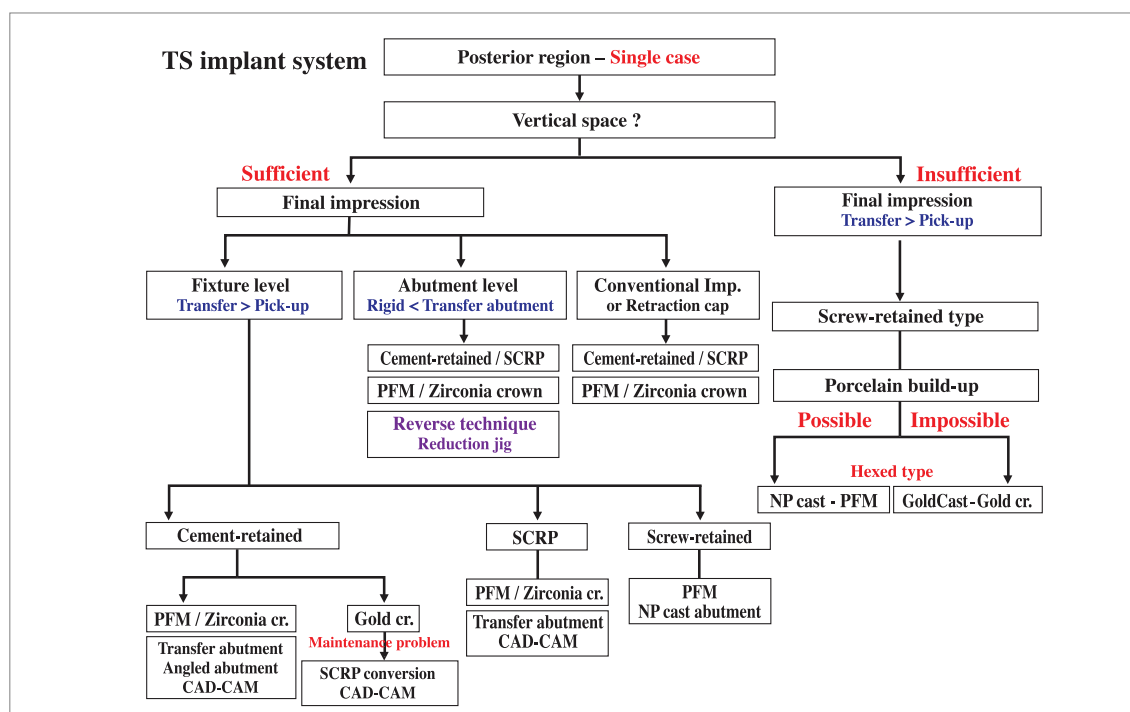 TS implant system
Posterior region – Single case
Vertical space ?
Sufficient
Insufficient
Final impression
Final impression
Transfer > Pick-up
Fixture level
Transfer > Pick-up
Abutment level
Rigid < Transfer abutment
Conventional Imp.
or Retraction cap
Screw-retained type
Cement-retained / SCRP
PFM / Zirconia crown
Reverse technique
Reduction jig
Cement-retained / SCRP
PFM / Zirconia crown
Porcelain build-up
Possible
Impossible
Hexed type
NP cast - PFM
GoldCast – Gold cr.
Cement-retained
SCRP
Screw-retained
PFM / Zirconia cr.
Transfer abutment
Angled abutment
CAD-CAM
Gold cr.
Maintenance problem
SCRP conversion
CAD-CAM
PFM / Zirconia cr.
Transfer abutment
CAD-CAM
PFM
NP cast abutment